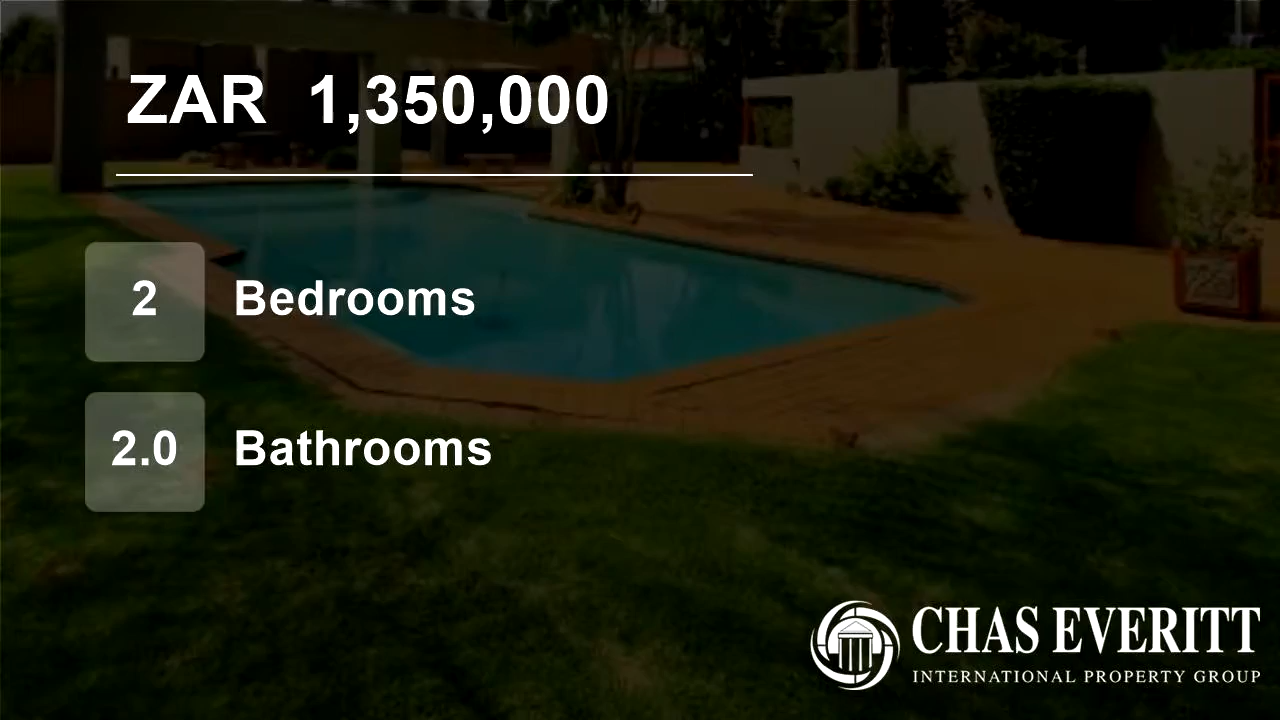 ZAR 1,350,000
2 Bedrooms
2.0 Bathrooms
CHAS EVERITT
INTERNATIONAL PROPERTY GROUP